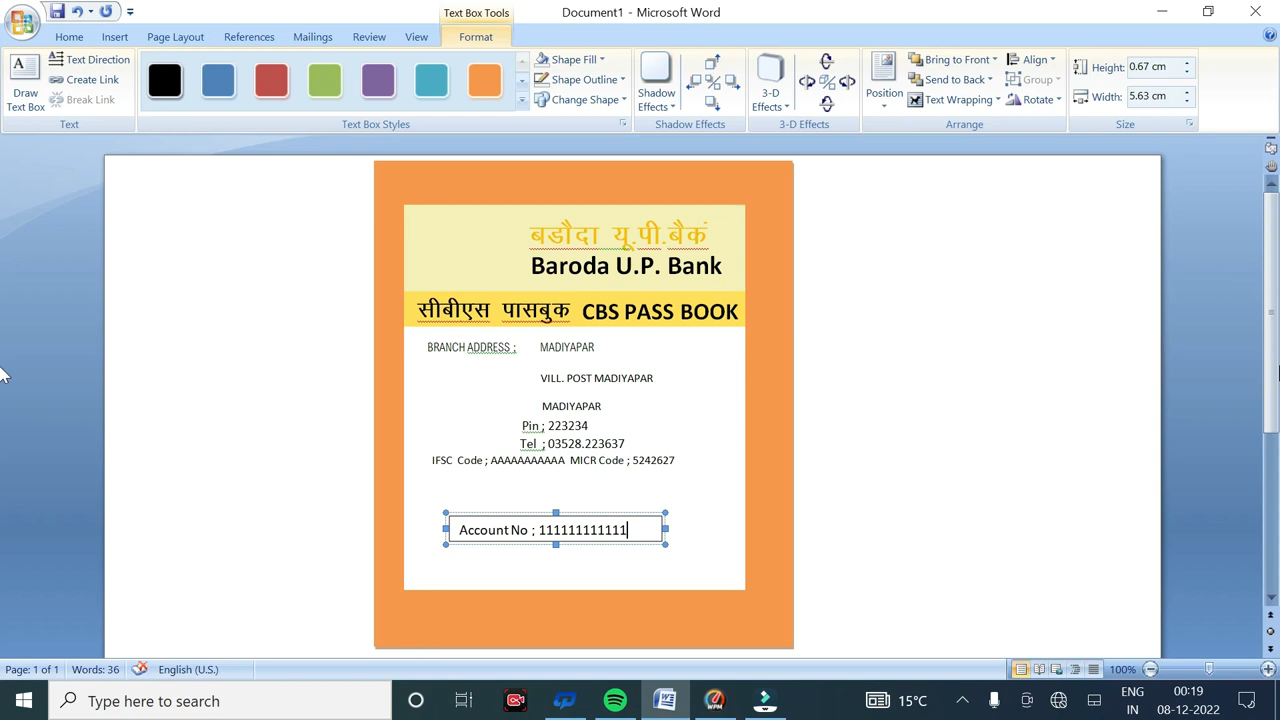 Document1 - Microsoft Word
Text Box Tools
Home Insert Page Layout References Mailings Review View Format
Draw Text Box
Text Direction
Create Link
Break Link
Text
Text Box Styles
Shape Fill
Shape Outline
Change Shape
Shadow Effects
Shadow Effects
3-D Effects
3-D Effects
Position
Bring to Front
Send to Back
Text Wrapping
Align
Group
Rotate
Arrange
Height: 0.67 cm
Width: 5.63 cm
Size
बडौदा यू.पी.बैकं
Baroda U.P. Bank
सीबीएस पासबुक CBS PASS BOOK
BRANCH ADDRESS ; MADIYAPAR
VILL. POST MADIYAPAR
MADIYAPAR
Pin ; 223234
Tel ; 03528.223637
IFSC Code ; AAAAAAAAAAA MICR Code ; 5242627
Account No ; 111111111111
Page: 1 of 1 Words: 36 English (U.S.) 100%
Type here to search
WPM
15°C
ENG
IN
00:19
08-12-2022